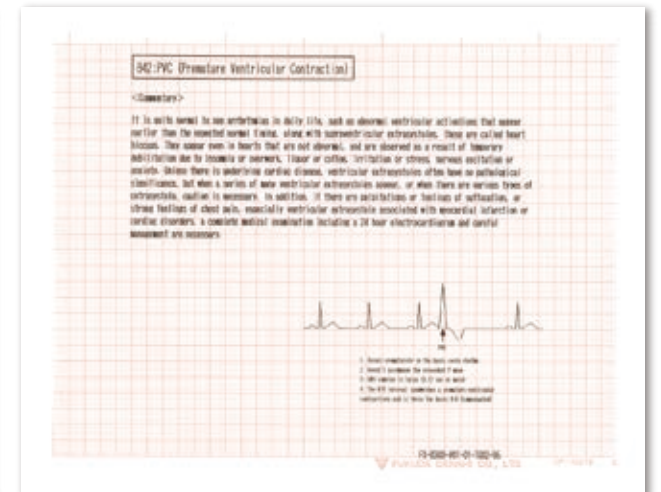 842:PVC (Premature Ventricular Contraction)
<Commentary>
It is quite normal to see arrhythmias in daily life, such as abnormal ventricular activations that appear
earlier than the expected normal timing, along with supraventricular extrasystole, these are called heart
hiccups. They appear even in hearts that are not abnormal, and are observed as a result of temporary
debilitation due to insomnia or overwork, liquor or coffee, irritation or stress, nervous excitation or
anxiety. Unless there is underlying cardiac disease, ventricular extrasystoles often have no pathological
significance, but when a series of many ventricular extrasystoles appear, or when there are various types of
extrasystole, caution is necessary. In addition, if there are palpitations or feelings of suffocation, or
strong feelings of chest pain, especially ventricular extrasystole associated with myocardial infarction or
cardiac disorders, a complete medical examination including a 24 hour electrocardiogram and careful
management are necessary.
PVC
FUKUDA DENSHI CO., LTD